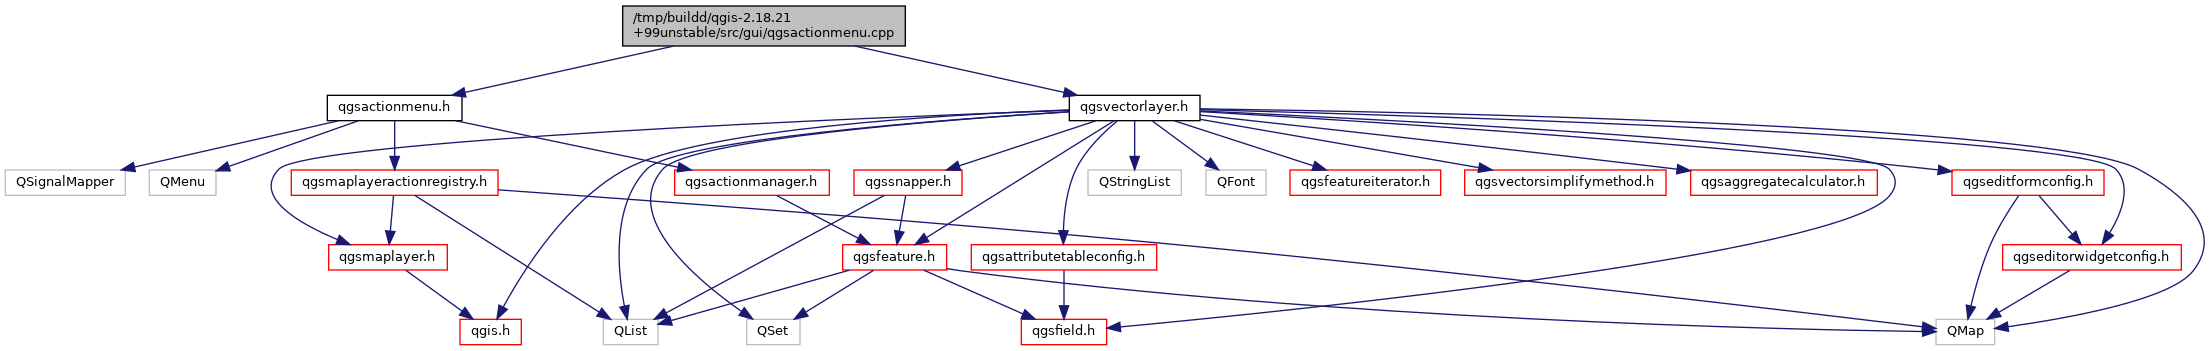 /tmp/buildd/qgis-2.18.21
+99unstable/src/gui/qgsactionmenu.cpp
qgsactionmenu.h
qgsvectorlayer.h
QSignalMapper
QMenu
qgsmaplayeractionregistry.h
qgsactionmanager.h
qgssnapper.h
QStringList
QFont
qgsfeatureiterator.h
qgsvectorsimplifymethod.h
qgsaggregatecalculator.h
qgseditformconfig.h
qgsmaplayer.h
qgsfeature.h
qgsattributetableconfig.h
qgseditorwidgetconfig.h
qgis.h
QList
QSet
qgsfield.h
QMap